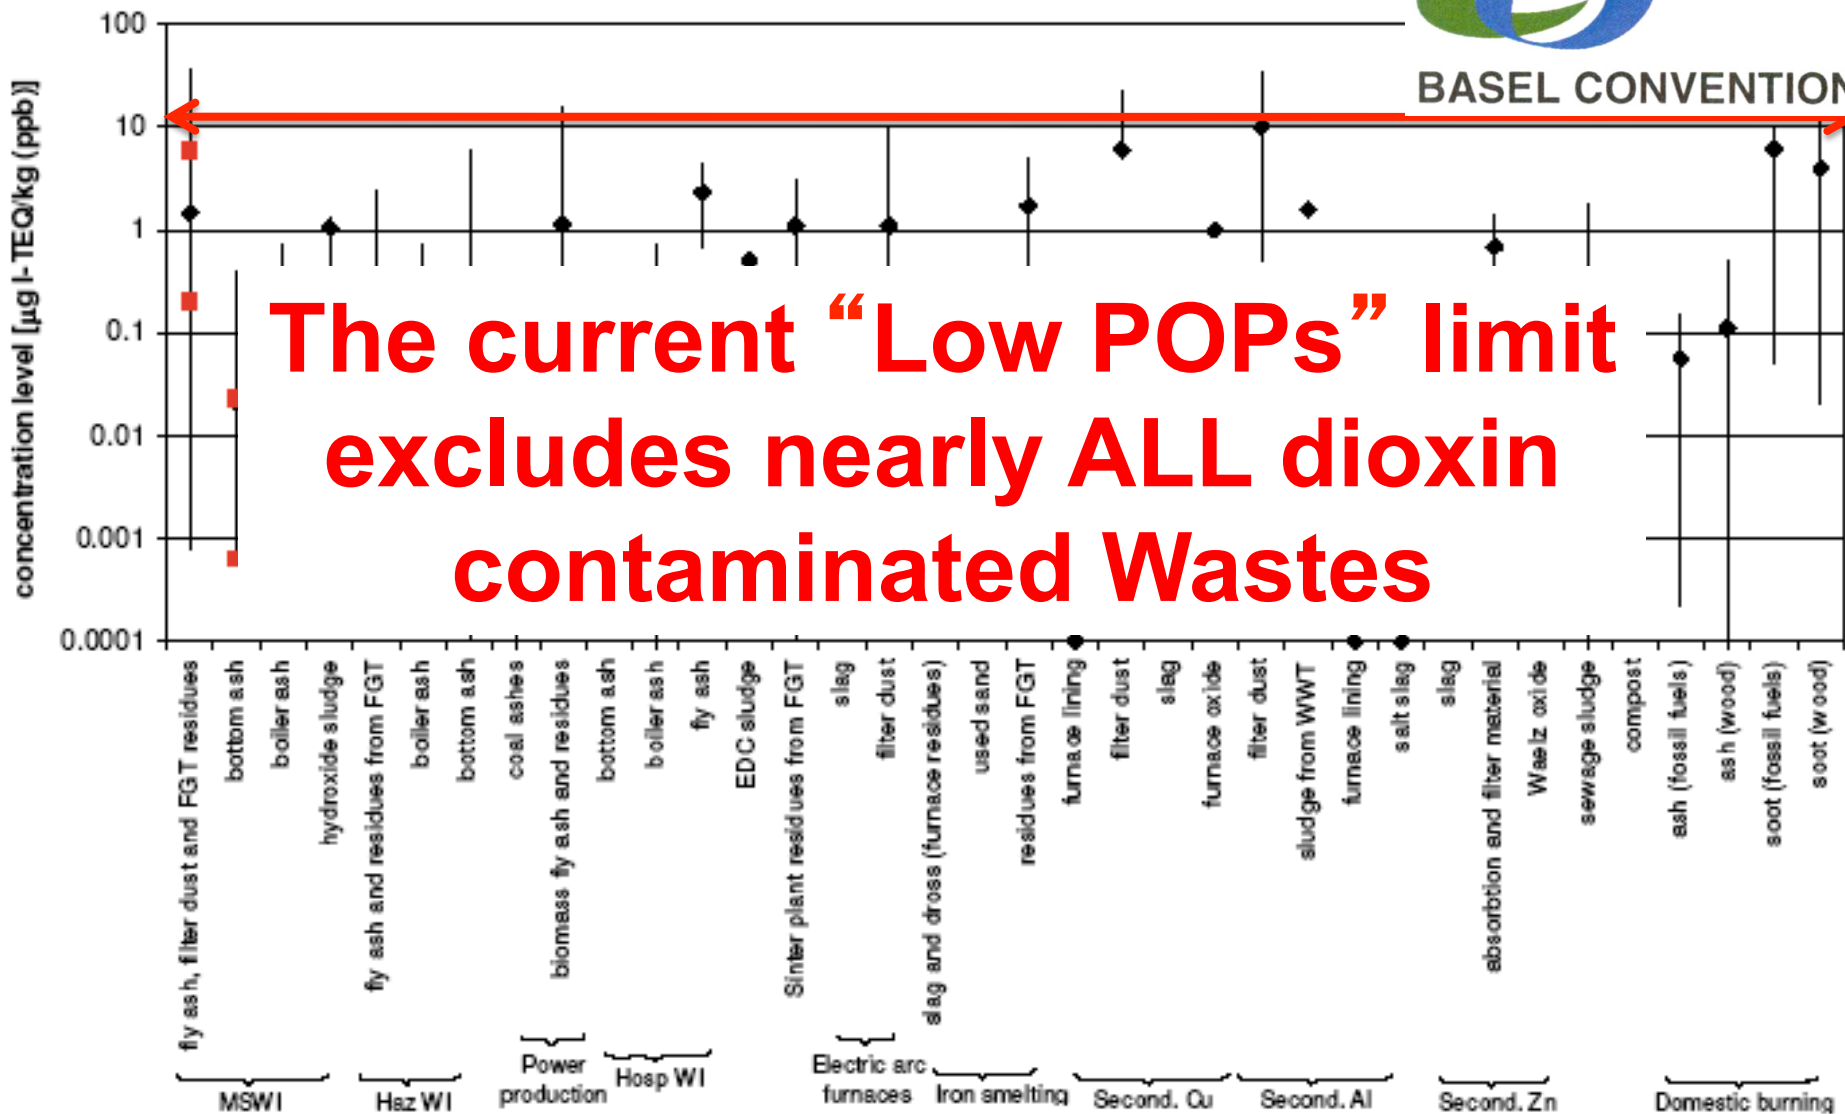 BASEL CONVENTION
concentration level [µg I-TEQ/kg (ppb)]
100
10
1
0.1
0.01
0.001
0.0001
The current “Low POPs” limit
excludes nearly ALL dioxin
contaminated Wastes
fly ash, filter dust and FGT residues
bottom ash
boiler ash
hydroxide sludge
fly ash and residues from FGT
boiler ash
bottom ash
coal ashes
biomass fly ash and residues
bottom ash
boiler ash
fly ash
EDC sludge
Sinter plant residues from FGT
slag
filter dust
slag and dross (furnace residues)
used sand
residues from FGT
furnace lining
filter dust
slag
furnace oxide
filter dust
sludge from WWT
furnace lining
salt slag
slag
absorbtion and filter material
Waelz oxide
sewage sludge
compost
ash (fossil fuels)
ash (wood)
soot (fossil fuels)
soot (wood)
MSWI
Haz WI
Power
production
Hosp WI
Electric arc
furnaces
Iron smelting
Second. Cu
Second. Al
Second. Zn
Domestic burning